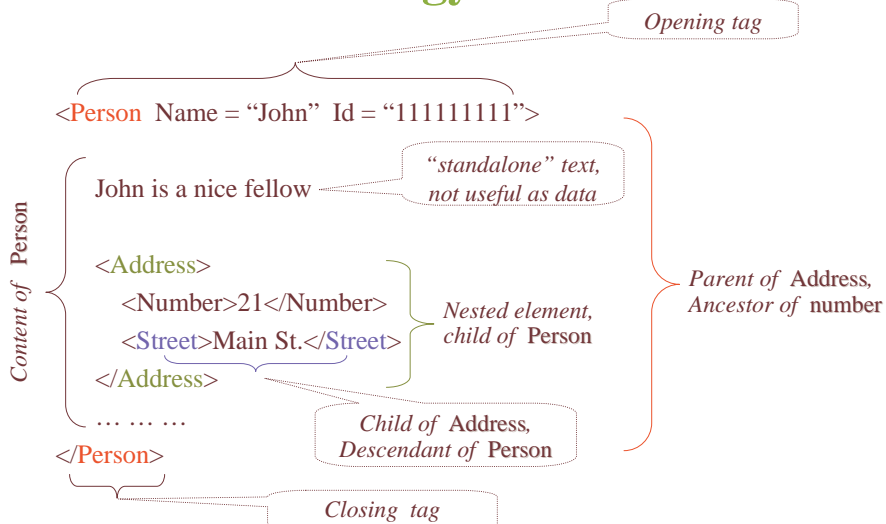 gy
Opening tag
<Person Name = “John” Id = “111111111”>
“standalone” text,
not useful as data
John is a nice fellow
Content of Person
<Address>
<Number>21</Number>
<Street>Main St.</Street>
</Address>
Nested element,
child of Person
Parent of Address,
Ancestor of number
… … …
Child of Address,
Descendant of Person
</Person>
Closing tag